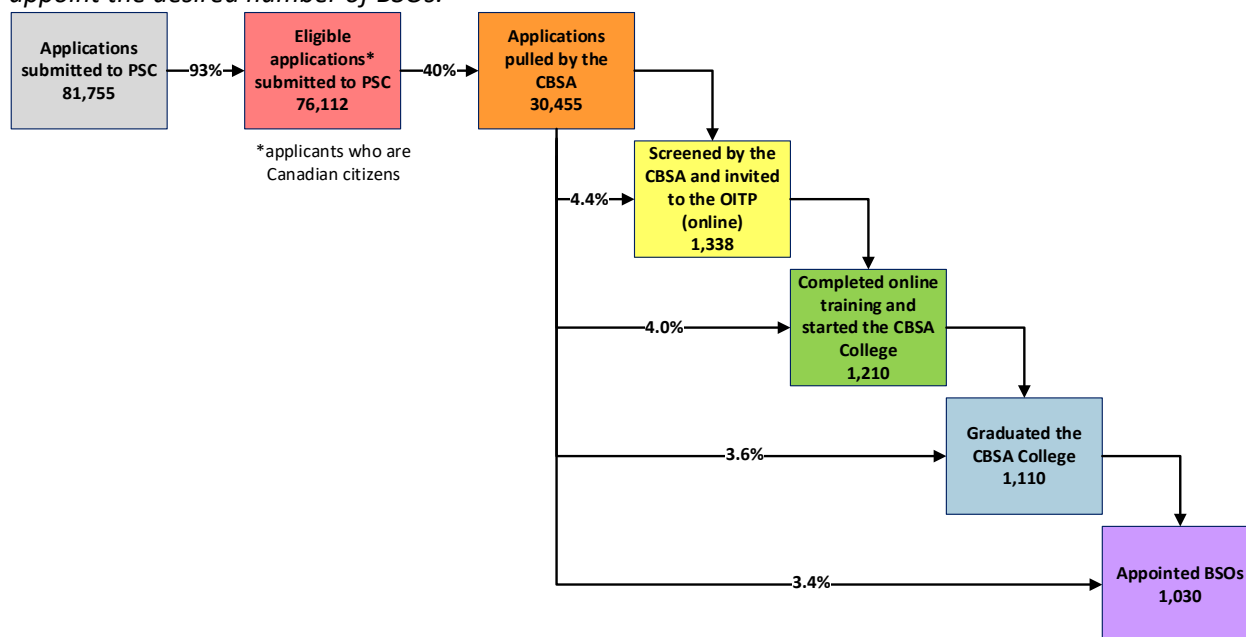 appoint the desired number of BSOs.
Applications
submitted to PSC
81,755
93%
Eligible
applications*
submitted to PSC
76,112
40%
Applications
pulled by the
CBSA
30,455
*applicants who are
Canadian citizens
4.4%
Screened by the
CBSA and invited
to the OITP
(online)
1,338
4.0%
Completed online
training and
started the CBSA
College
1,210
3.6%
Graduated the
CBSA College
1,110
3.4%
Appointed BSOs
1,030